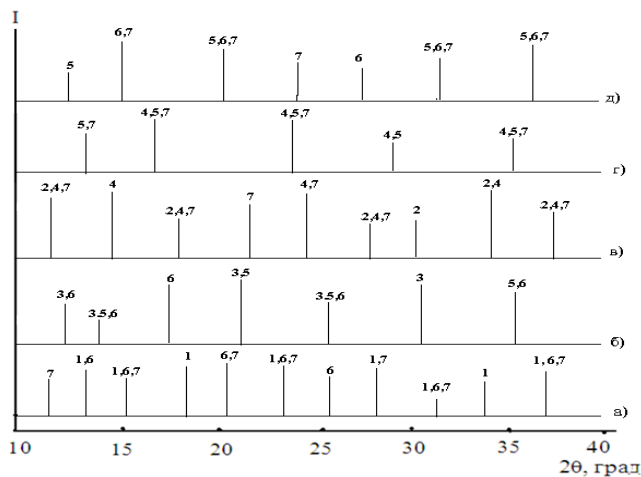 I
5 6,7 5,6,7 7 6 5,6,7 5,6,7
д)
5,7 4,5,7 4,5,7 4,5 4,5,7
г)
2,4,7 4 2,4,7 7 4,7 2,4,7 2 2,4 2,4,7
в)
3,6 3.5,6 6 3,5 3.5,6 3 5,6
б)
7 1,6 1,6,7 1 6,7 1,6,7 6 1,7 1,6,7 1 1, 6,7
а)
10 15 20 25 30 35 40
2θ, град